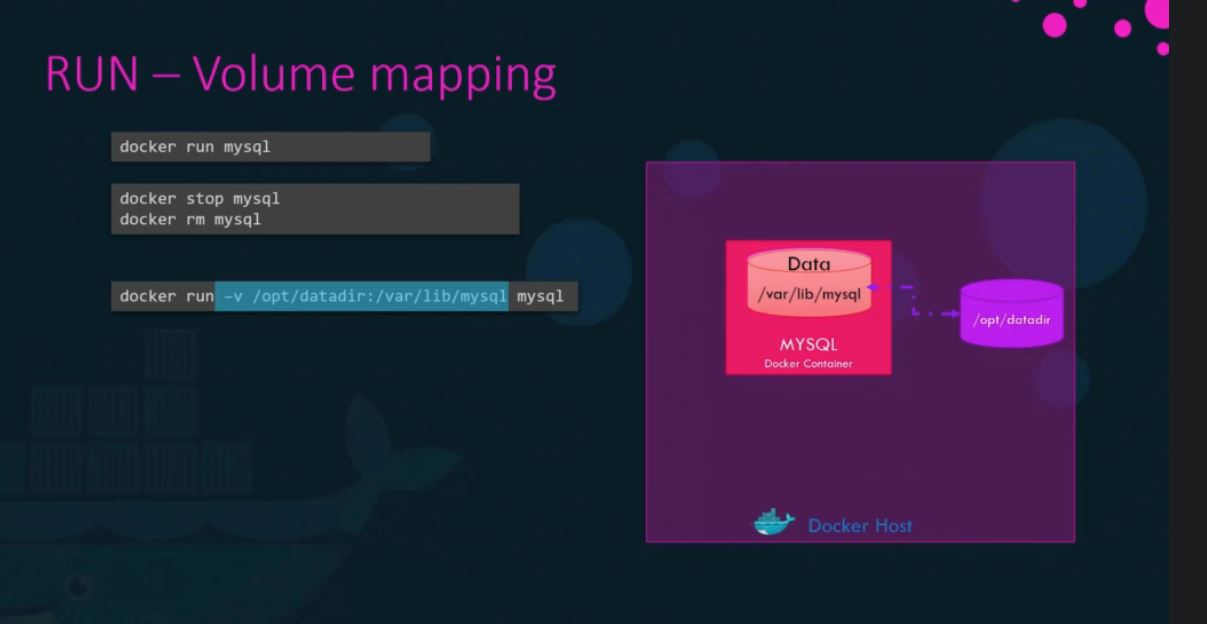 RUN – Volume mapping
docker run mysql
docker stop mysql
docker rm mysql
docker run -v /opt/datadir:/var/lib/mysql mysql
Data
/var/lib/mysql
MYSQL
Docker Container
/opt/datadir
Docker Host